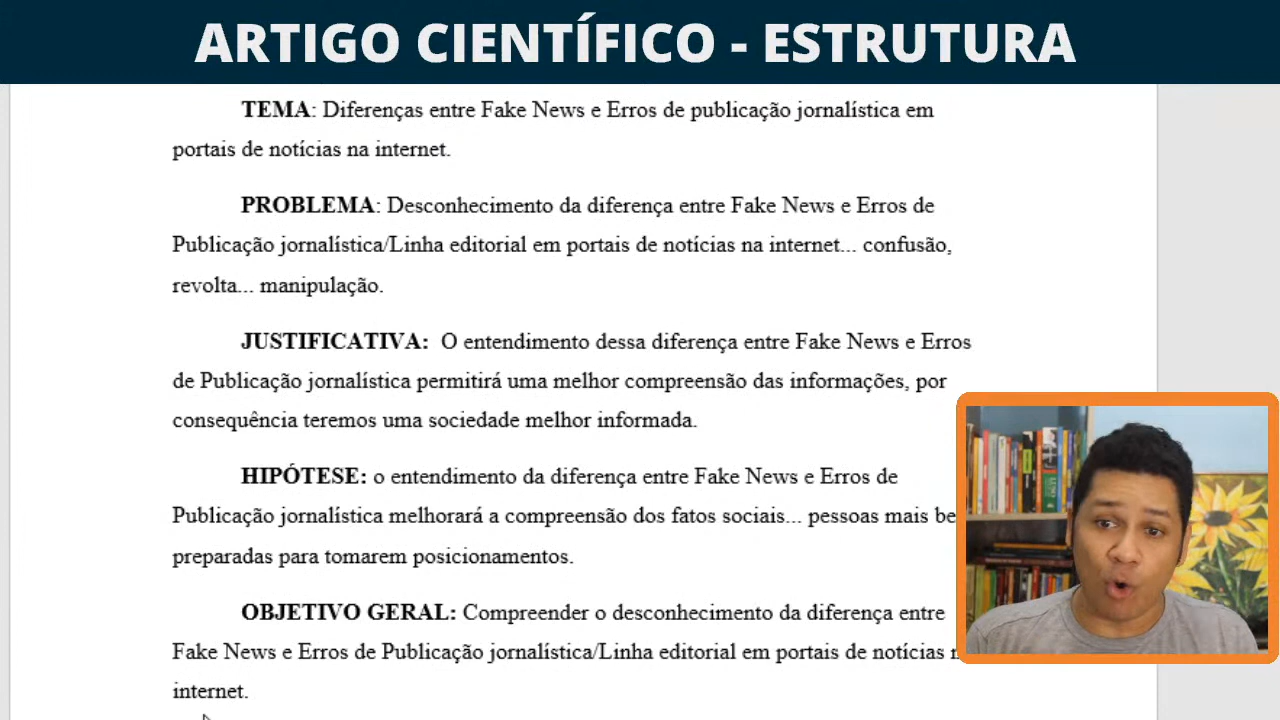 ARTIGO CIENTÍFICO - ESTRUTURA
TEMA: Diferenças entre Fake News e Erros de publicação jornalística em
portais de notícias na internet.
PROBLEMA: Desconhecimento da diferença entre Fake News e Erros de
Publicação jornalística/Linha editorial em portais de notícias na internet... confusão,
revolta... manipulação.
JUSTIFICATIVA: O entendimento dessa diferença entre Fake News e Erros
de Publicação jornalística permitirá uma melhor compreensão das informações, por
consequência teremos uma sociedade melhor informada.
HIPÓTESE: o entendimento da diferença entre Fake News e Erros de
Publicação jornalística melhorará a compreensão dos fatos sociais... pessoas mais
preparadas para tomarem posicionamentos.
OBJETIVO GERAL: Compreender o desconhecimento da diferença entre
Fake News e Erros de Publicação jornalística/Linha editorial em portais de notícias
internet.